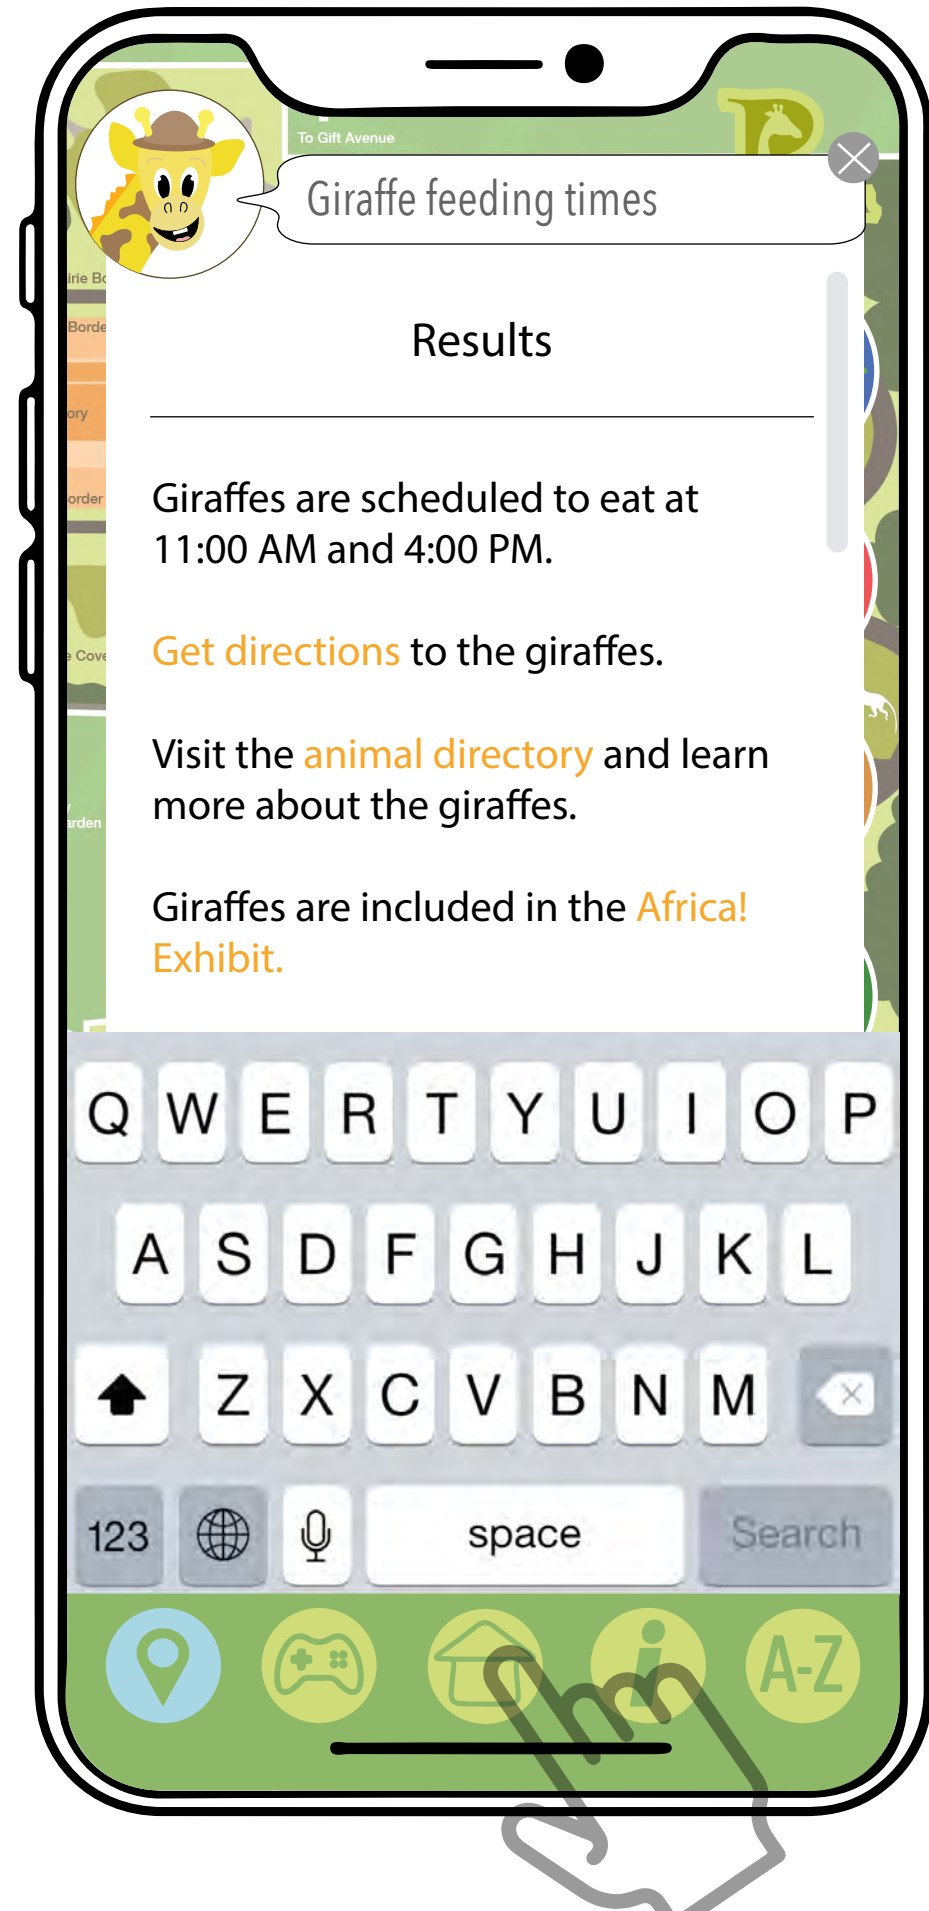 To Gift Avenue
Giraffe feeding times
Results
Giraffes are scheduled to eat at
11:00 AM and 4:00 PM.
Get directions to the giraffes.
Visit the animal directory and learn
more about the giraffes.
Giraffes are included in the Africa!
Exhibit.
Q W E R T Y U I O P
A S D F G H J K L
Z X C V B N M
123 space Search
i A-Z